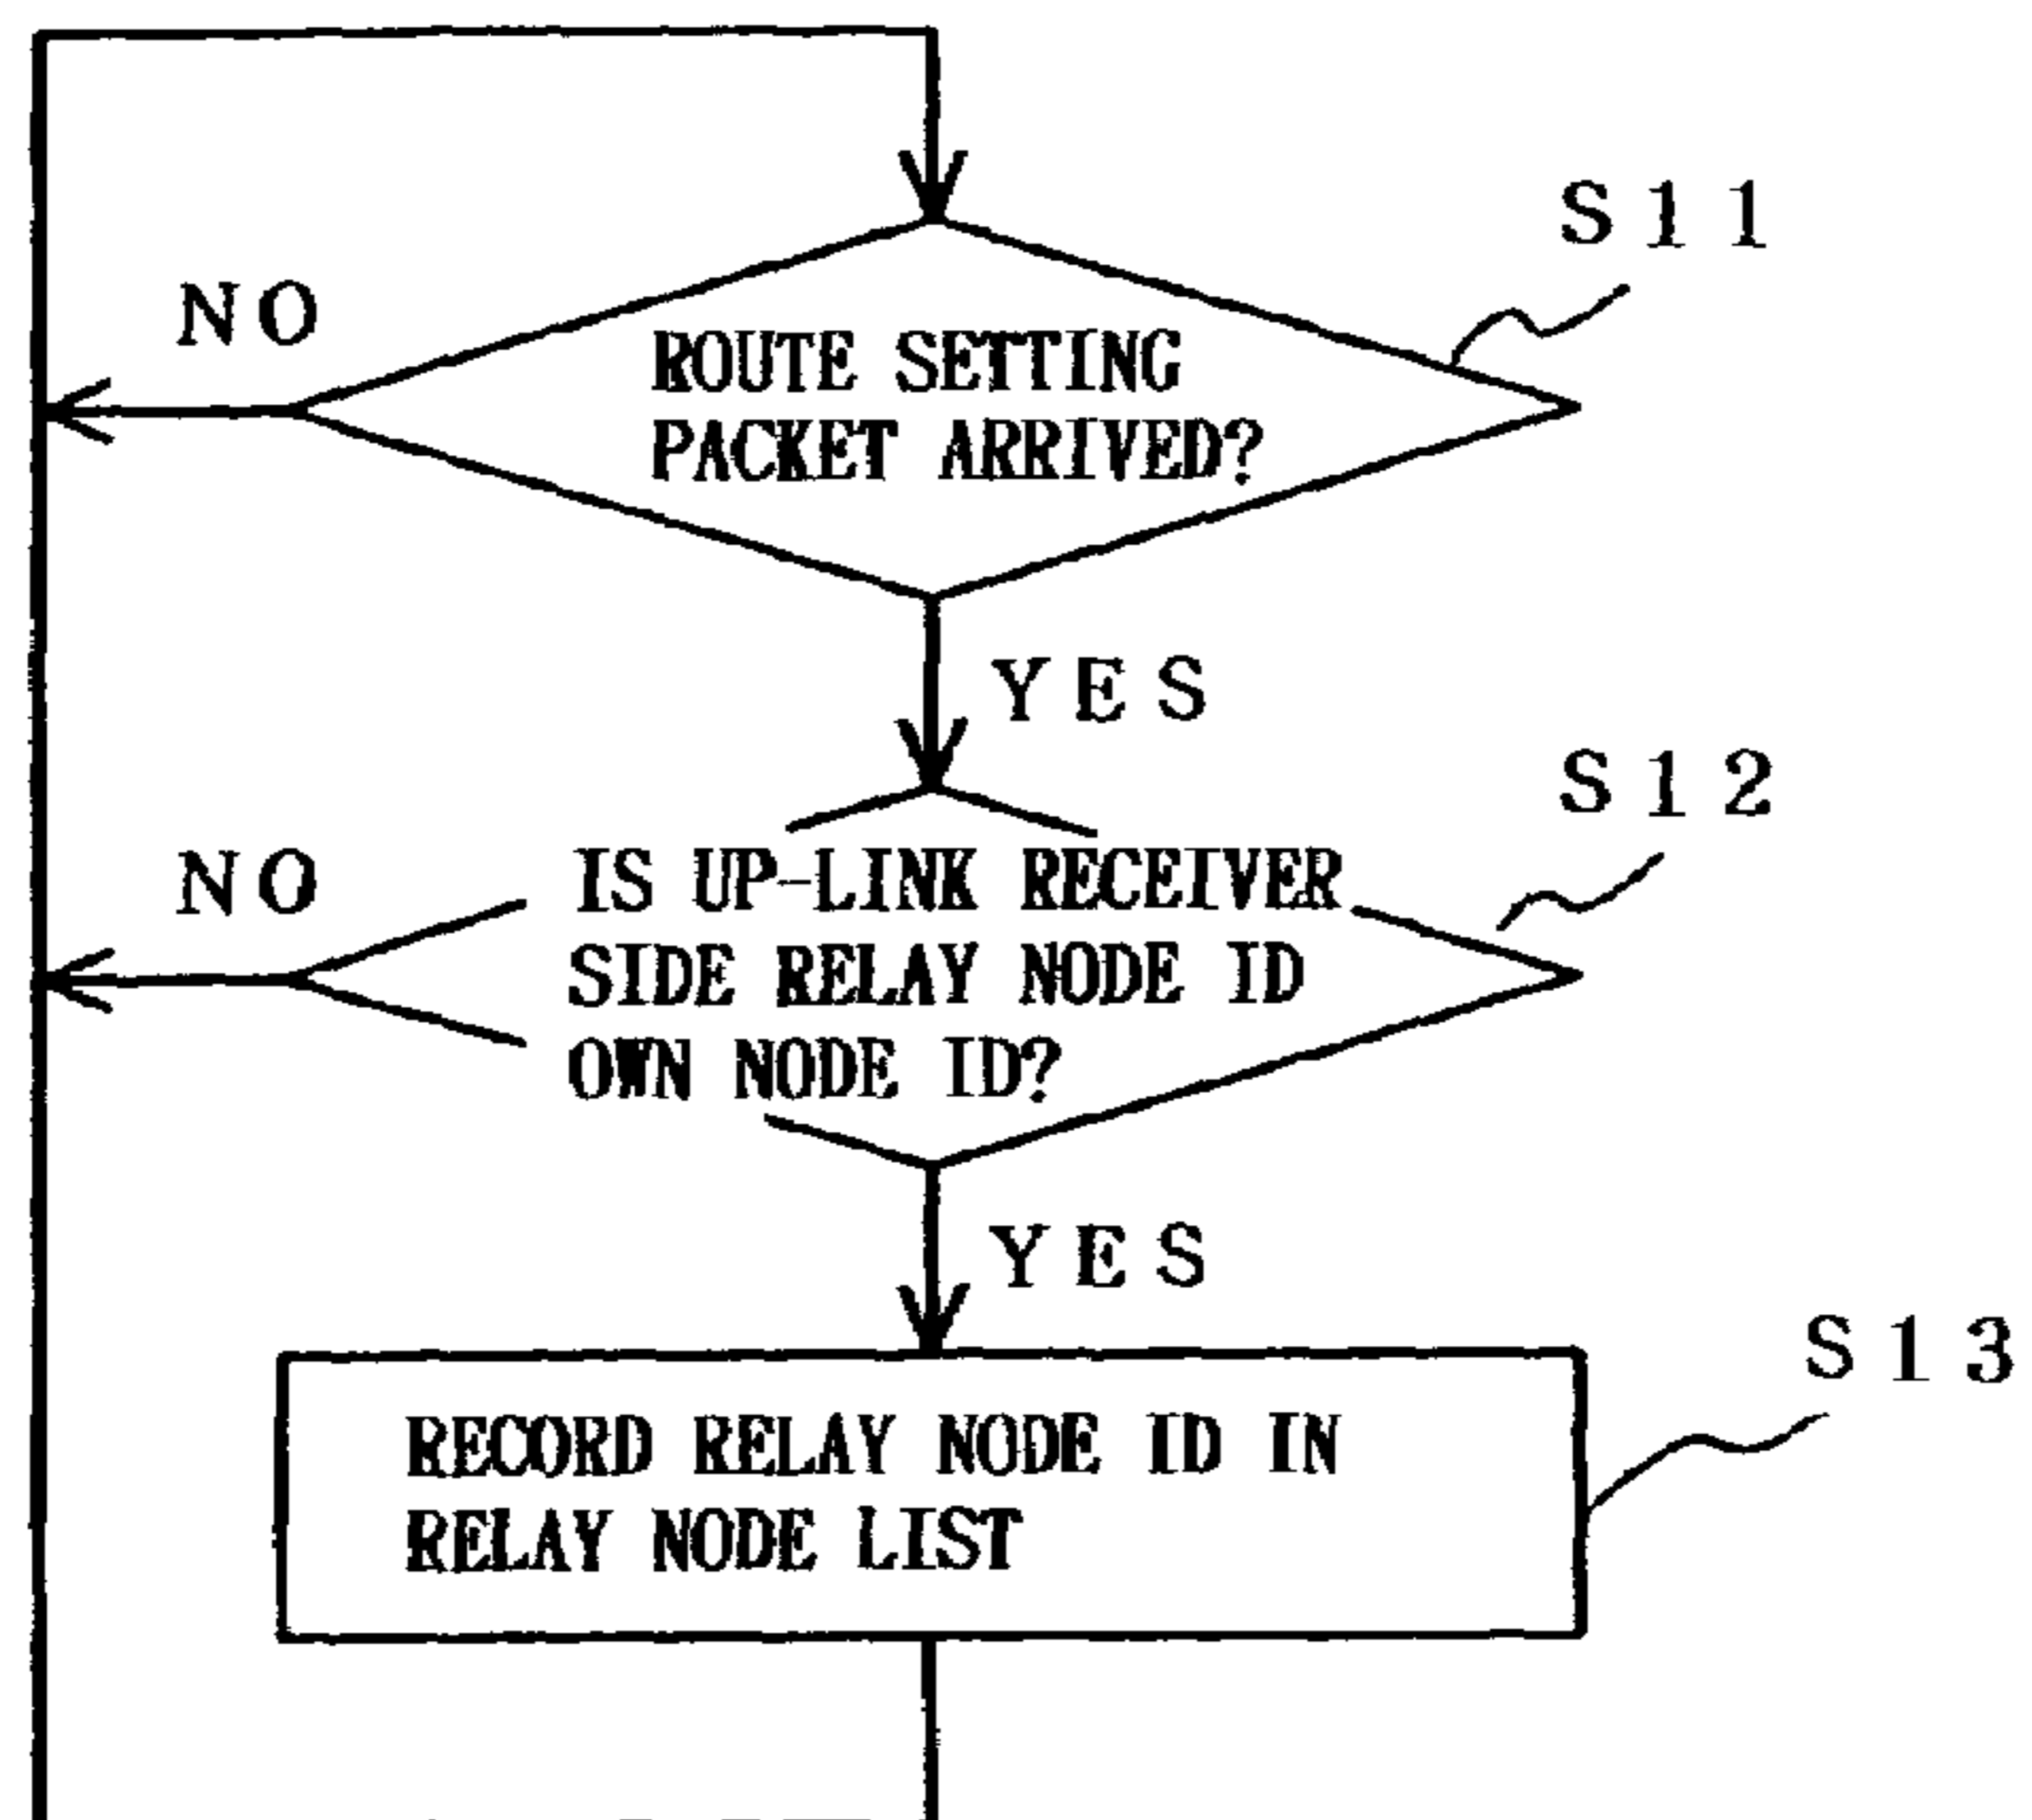 S11
NO
ROUTE SETTING
PACKET ARRIVED?
YES
S12
NO
IS UP-LINK RECEIVER
SIDE RELAY NODE ID
OWN NODE ID?
YES
S13
RECORD RELAY NODE ID IN
RELAY NODE LIST